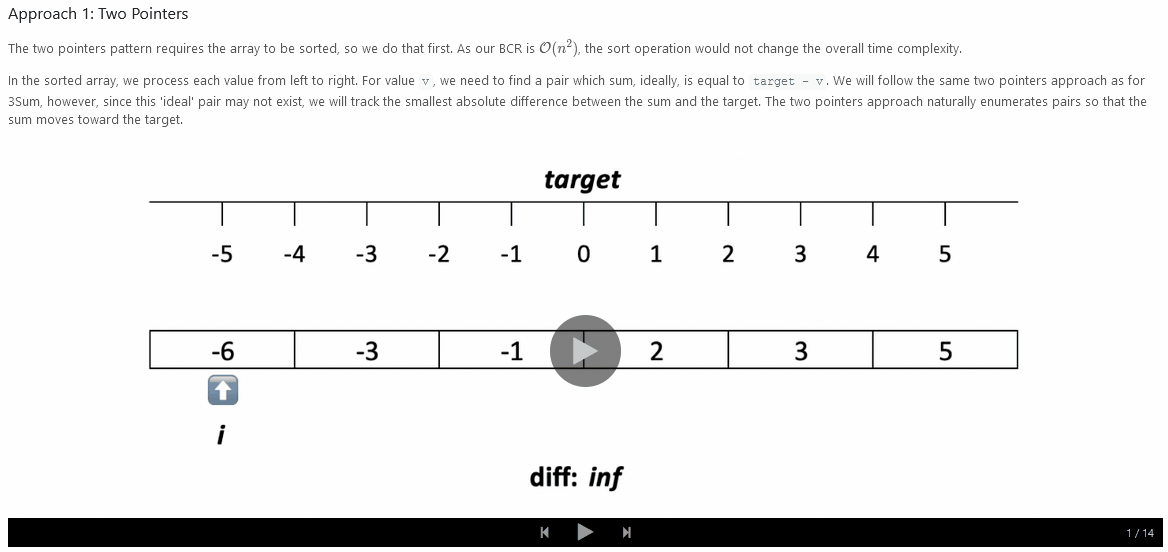 Approach 1: Two Pointers
The two pointers pattern requires the array to be sorted, so we do that first. As our BCR is 𝒪(n²), the sort operation would not change the overall time complexity.
In the sorted array, we process each value from left to right. For value v, we need to find a pair which sum, ideally, is equal to target - v. We will follow the same two pointers approach as for
3Sum, however, since this 'ideal' pair may not exist, we will track the smallest absolute difference between the sum and the target. The two pointers approach naturally enumerates pairs so that the
sum moves toward the target.
target
-5 -4 -3 -2 -1 0 1 2 3 4 5
-6 -3 -1 2 3 5
i
diff: inf
1 / 14